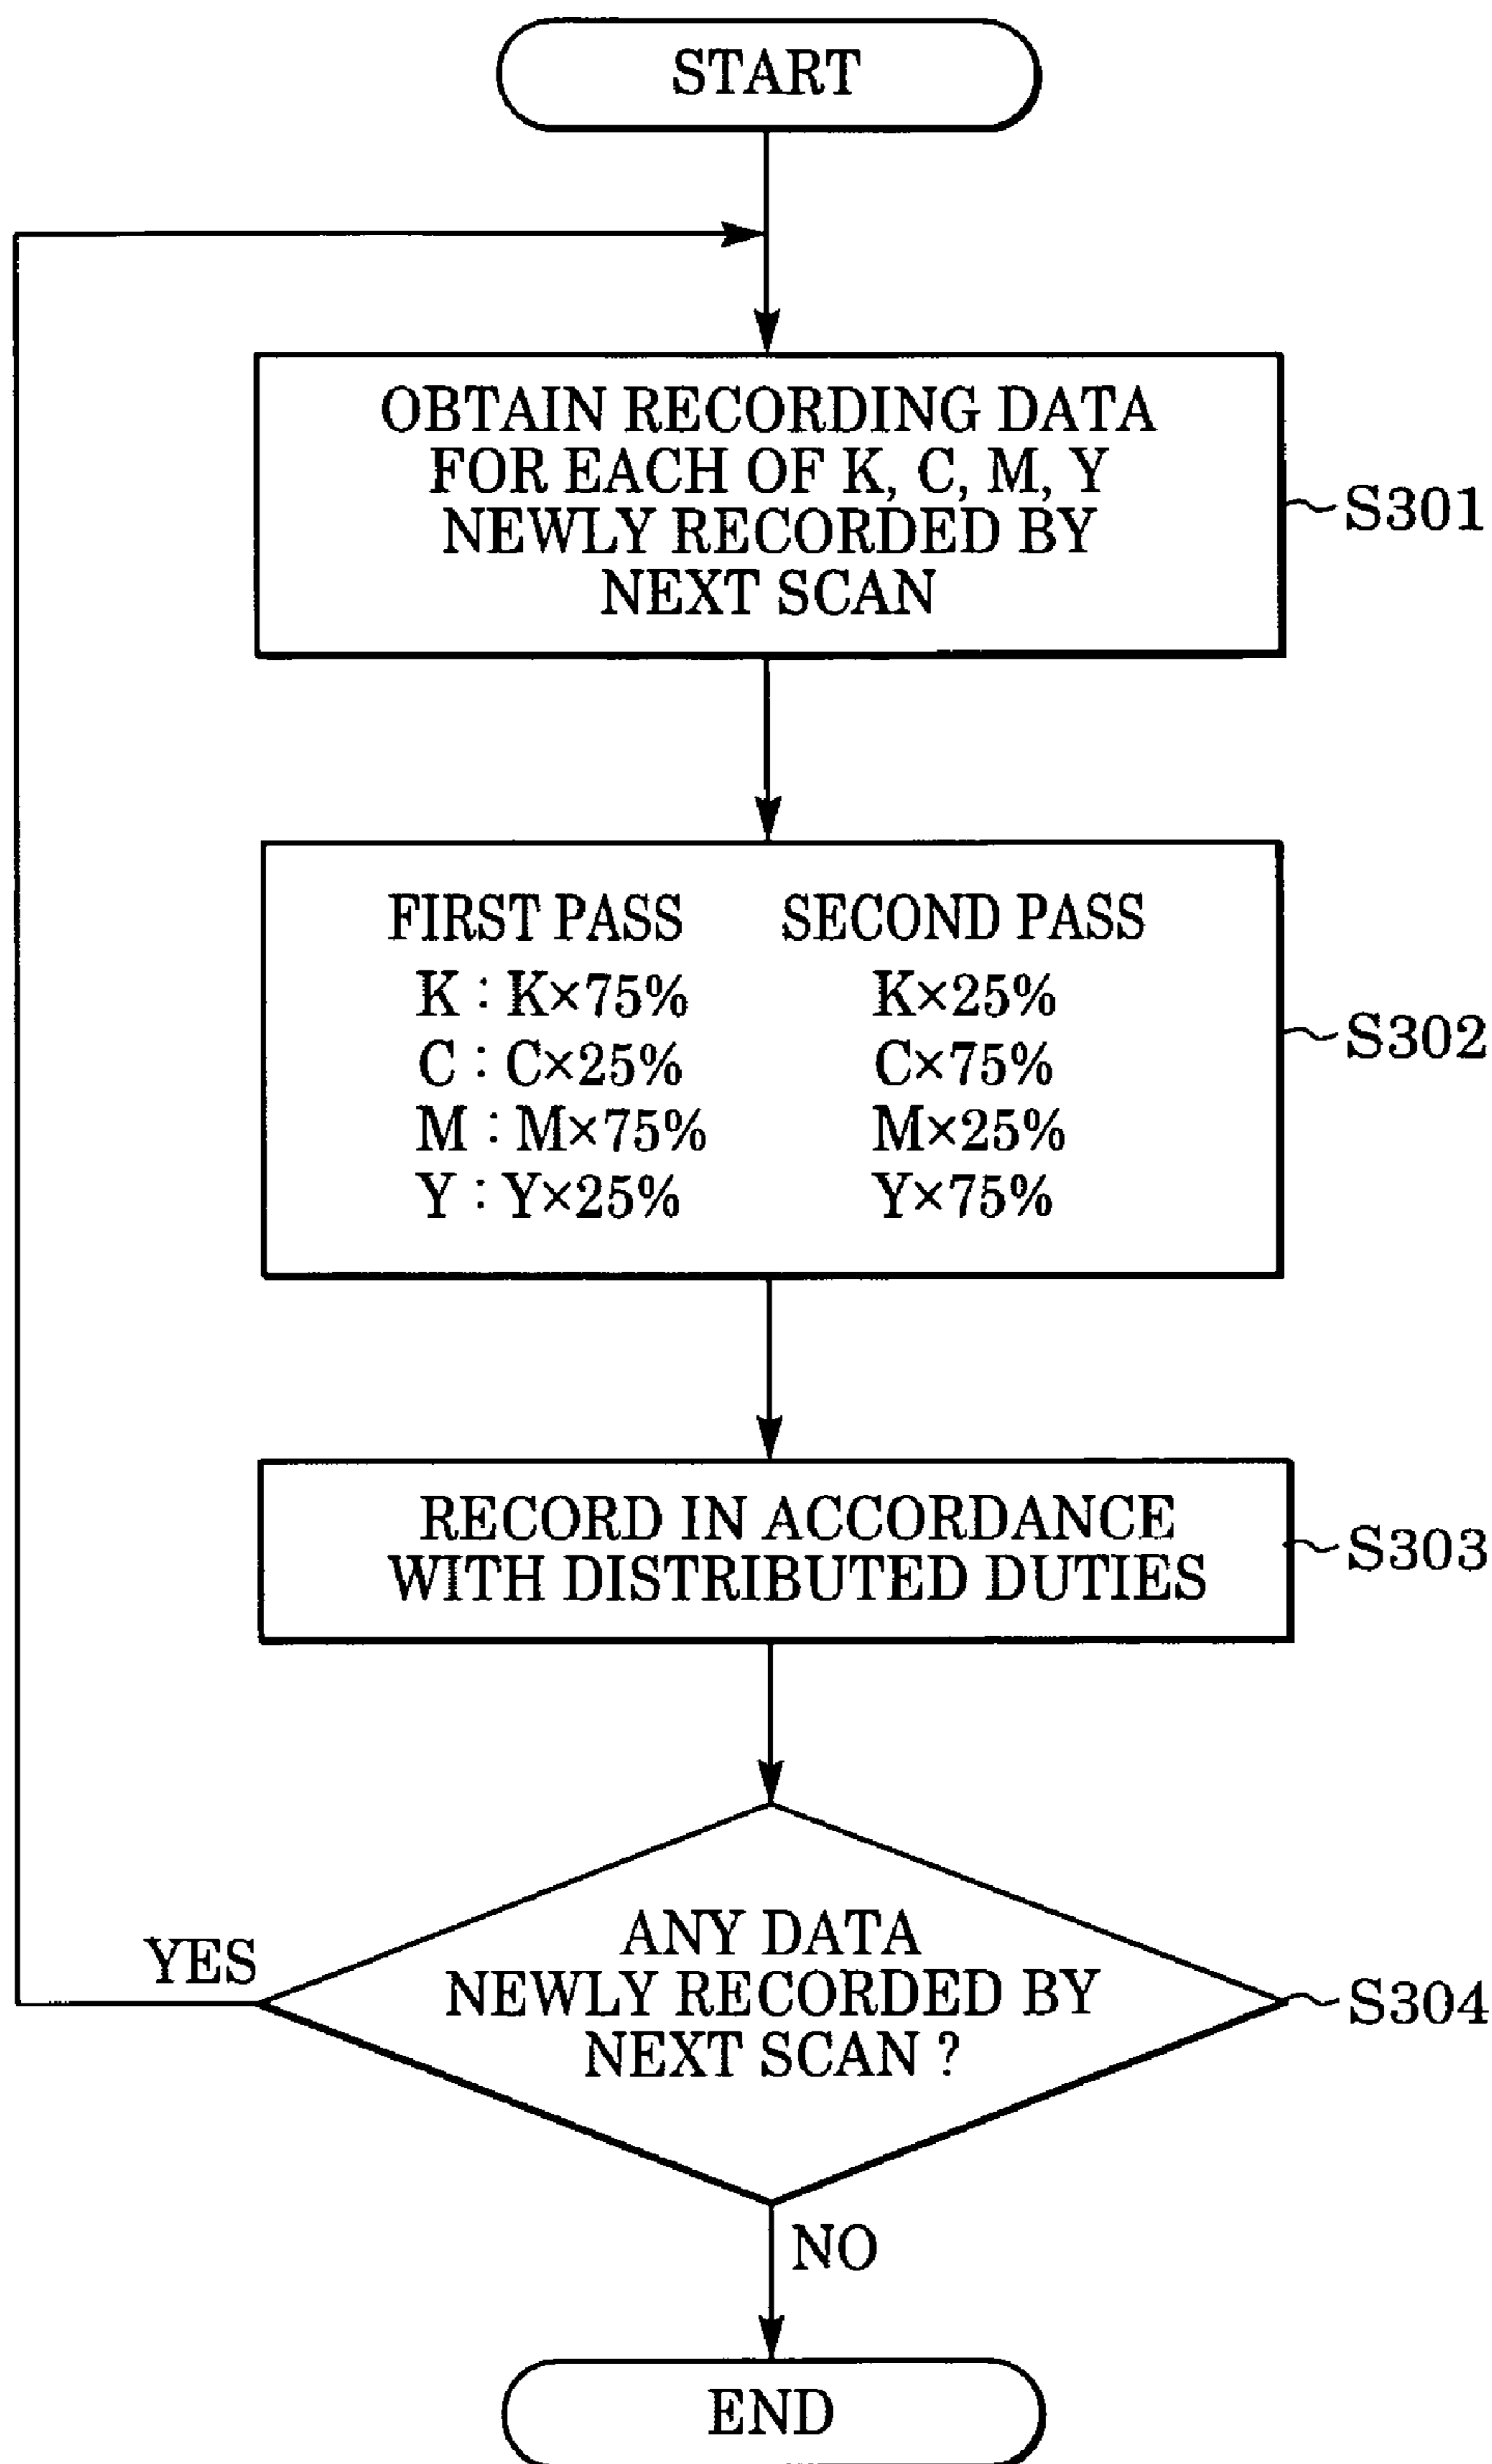 START
OBTAIN RECORDING DATA
FOR EACH OF K, C, M, Y
NEWLY RECORDED BY
NEXT SCAN
S301
FIRST PASS SECOND PASS
K : K×75% K×25%
C : C×25% C×75%
M : M×75% M×25%
Y : Y×25% Y×75%
S302
RECORD IN ACCORDANCE
WITH DISTRIBUTED DUTIES
S303
ANY DATA
NEWLY RECORDED BY
NEXT SCAN ?
YES
S304
NO
END